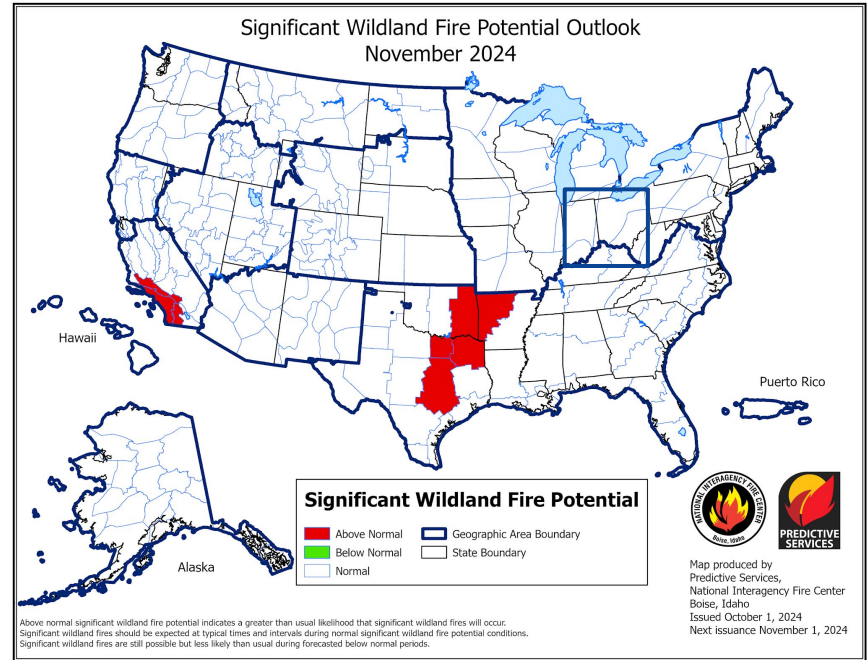 Significant Wildland Fire Potential Outlook
November 2024
Hawaii
Puerto Rico
Alaska
Significant Wildland Fire Potential
Above Normal
Geographic Area Boundary
Below Normal
State Boundary
Normal
NATIONAL INTERAGENCY FIRE CENTER
Boise, Idaho
PREDICTIVE
SERVICES
Map produced by
Predictive Services,
National Interagency Fire Center
Boise, Idaho
Issued October 1, 2024
Next issuance November 1, 2024
Above normal significant wildland fire potential indicates a greater than usual likelihood that significant wildland fires will occur.
Significant wildland fires should be expected at typical times and intervals during normal significant wildland fire potential conditions.
Significant wildland fires are still possible but less likely than usual during forecasted below normal periods.